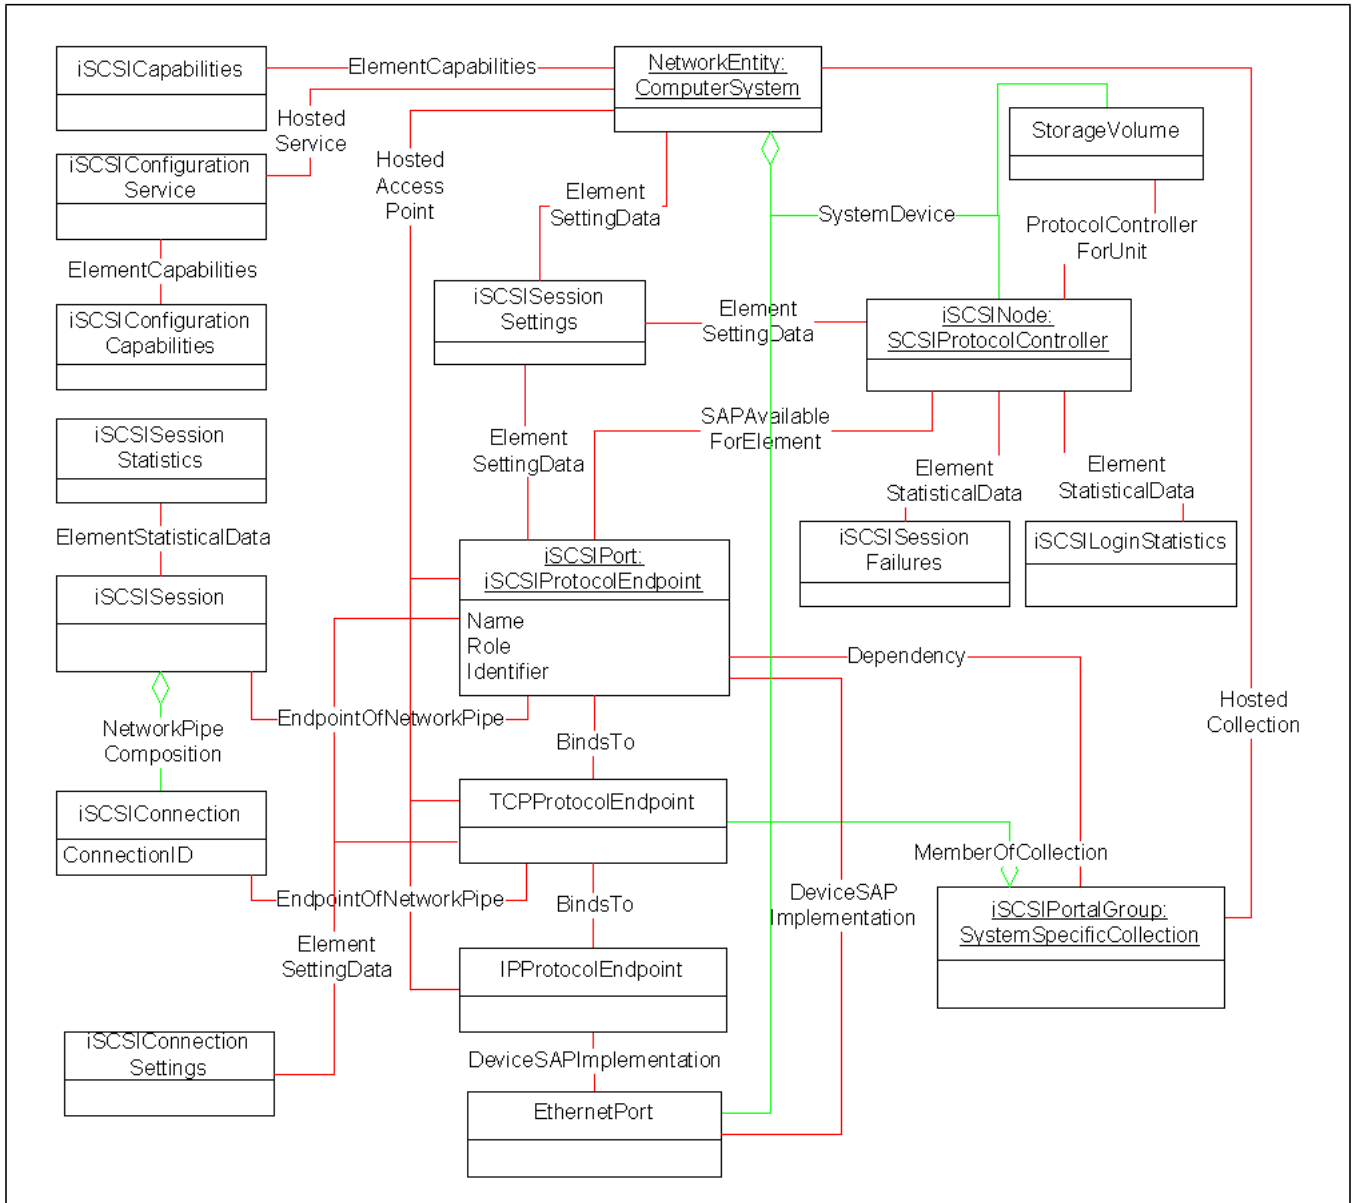 iSCSICapabilities
ElementCapabilities
NetworkEntity:
ComputerSystem
Hosted
Service
StorageVolume
iSCSIConfiguration
Service
Hosted
Access
Point
Element
SettingData
SystemDevice
ProtocolController
ForUnit
ElementCapabilities
iSCSISession
Settings
Element
SettingData
iSCSINode:
SCSIProtocolController
iSCSIConfiguration
Capabilities
SAPAvailable
ForElement
iSCSISession
Statistics
Element
SettingData
Element
StatisticalData
Element
StatisticalData
ElementStatisticalData
iSCSIPort:
iSCSIProtocolEndpoint
iSCSISession
Failures
iSCSILoginStatistics
iSCSISession
Name
Role
Identifier
Dependency
EndpointOfNetworkPipe
Hosted
Collection
NetworkPipe
Composition
BindsTo
iSCSIConnection
ConnectionID
TCPProtocolEndpoint
MemberOfCollection
EndpointOfNetworkPipe
BindsTo
DeviceSAP
Implementation
iSCSIPortalGroup:
SystemSpecificCollection
Element
SettingData
IPProtocolEndpoint
iSCSIConnection
Settings
DeviceSAPImplementation
EthernetPort